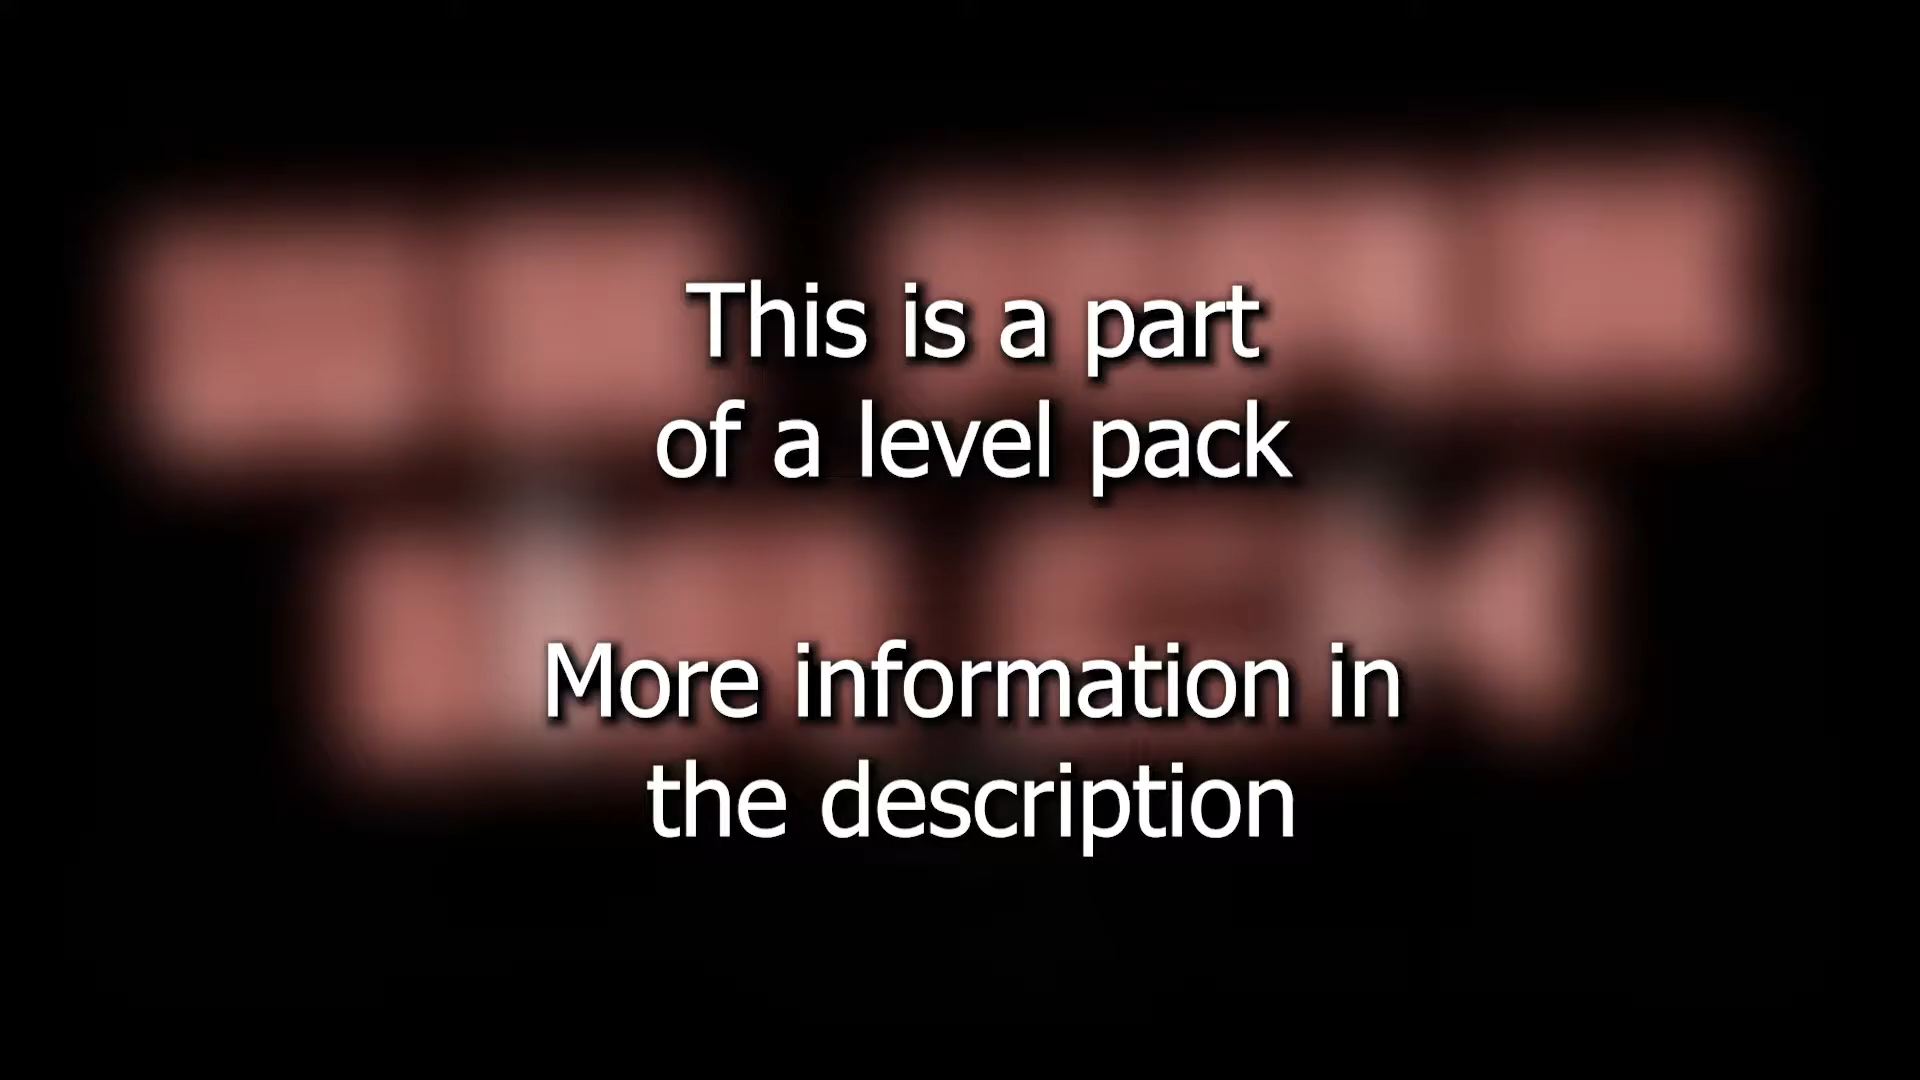 This is a part
of a level pack
More information in
the description